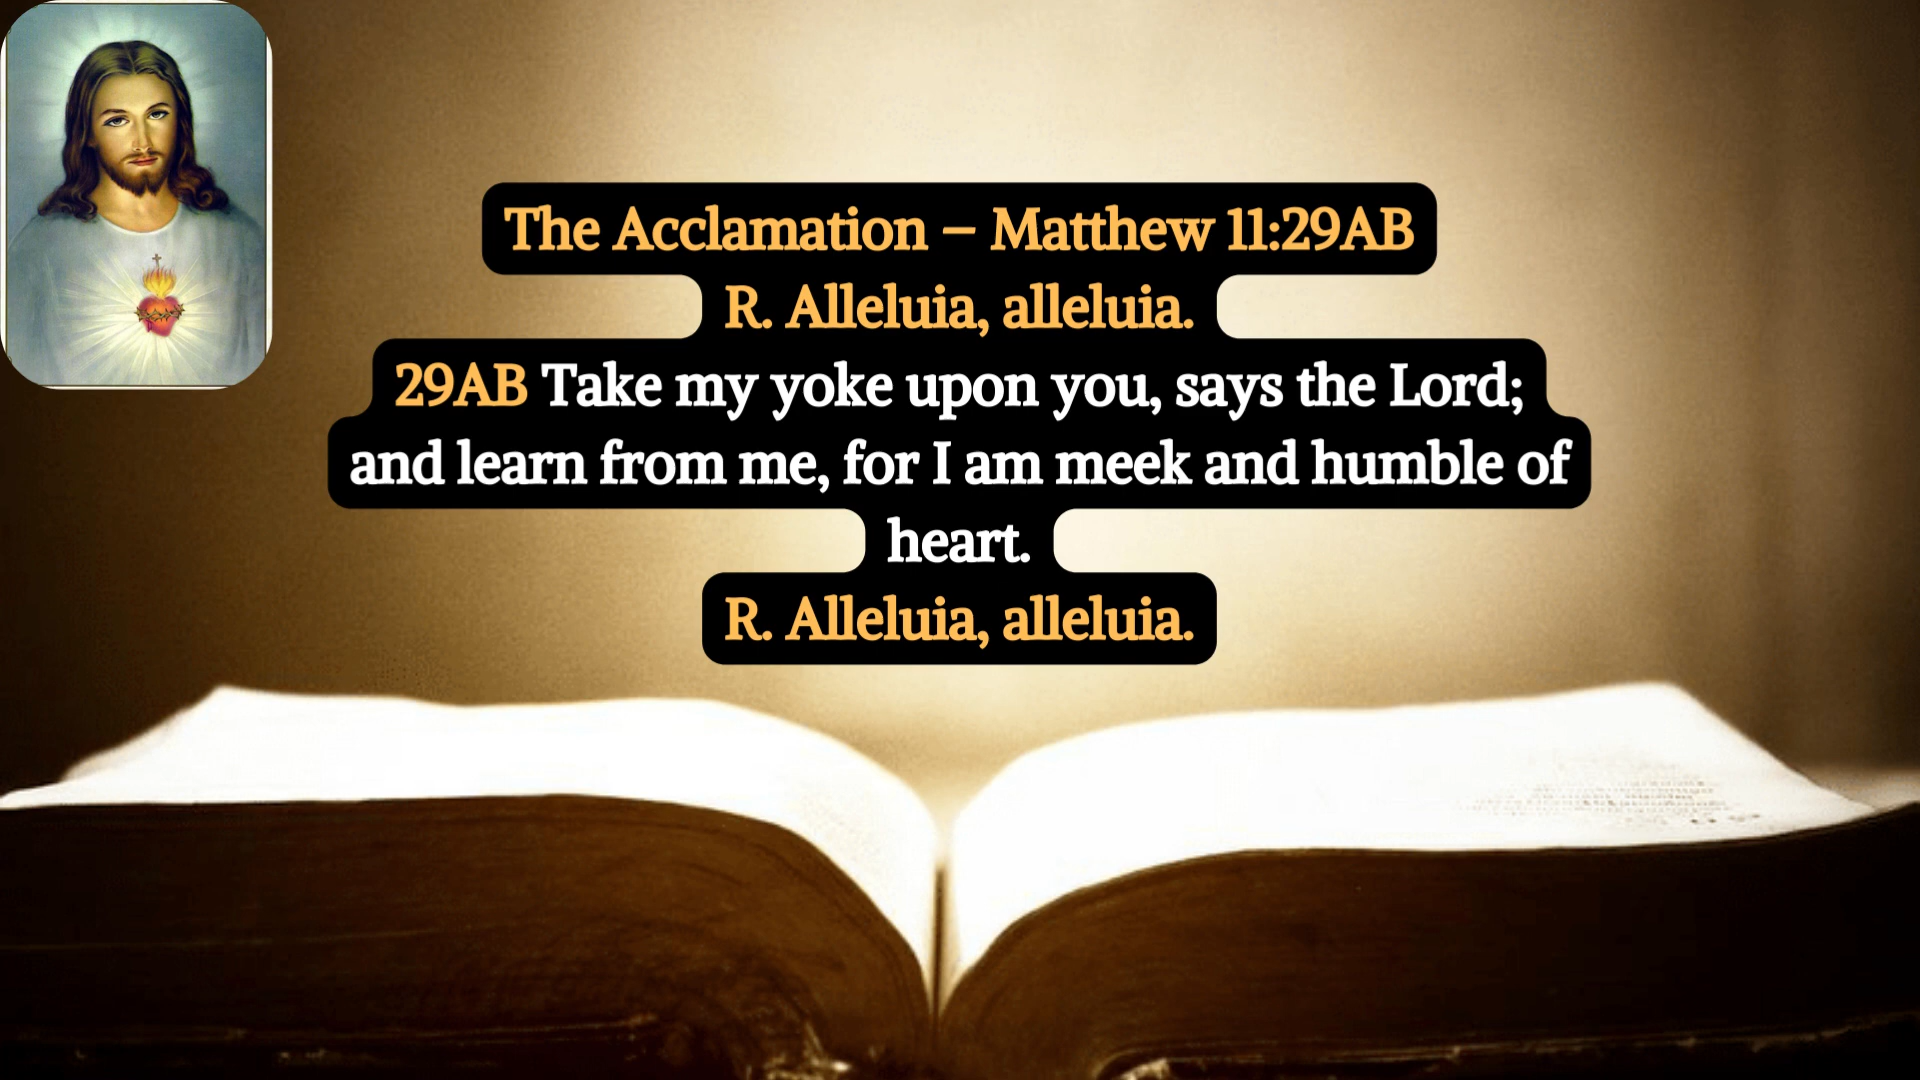 The Acclamation – Matthew 11:29AB
R. Alleluia, alleluia.
29AB Take my yoke upon you, says the Lord;
and learn from me, for I am meek and humble of
heart.
R. Alleluia, alleluia.